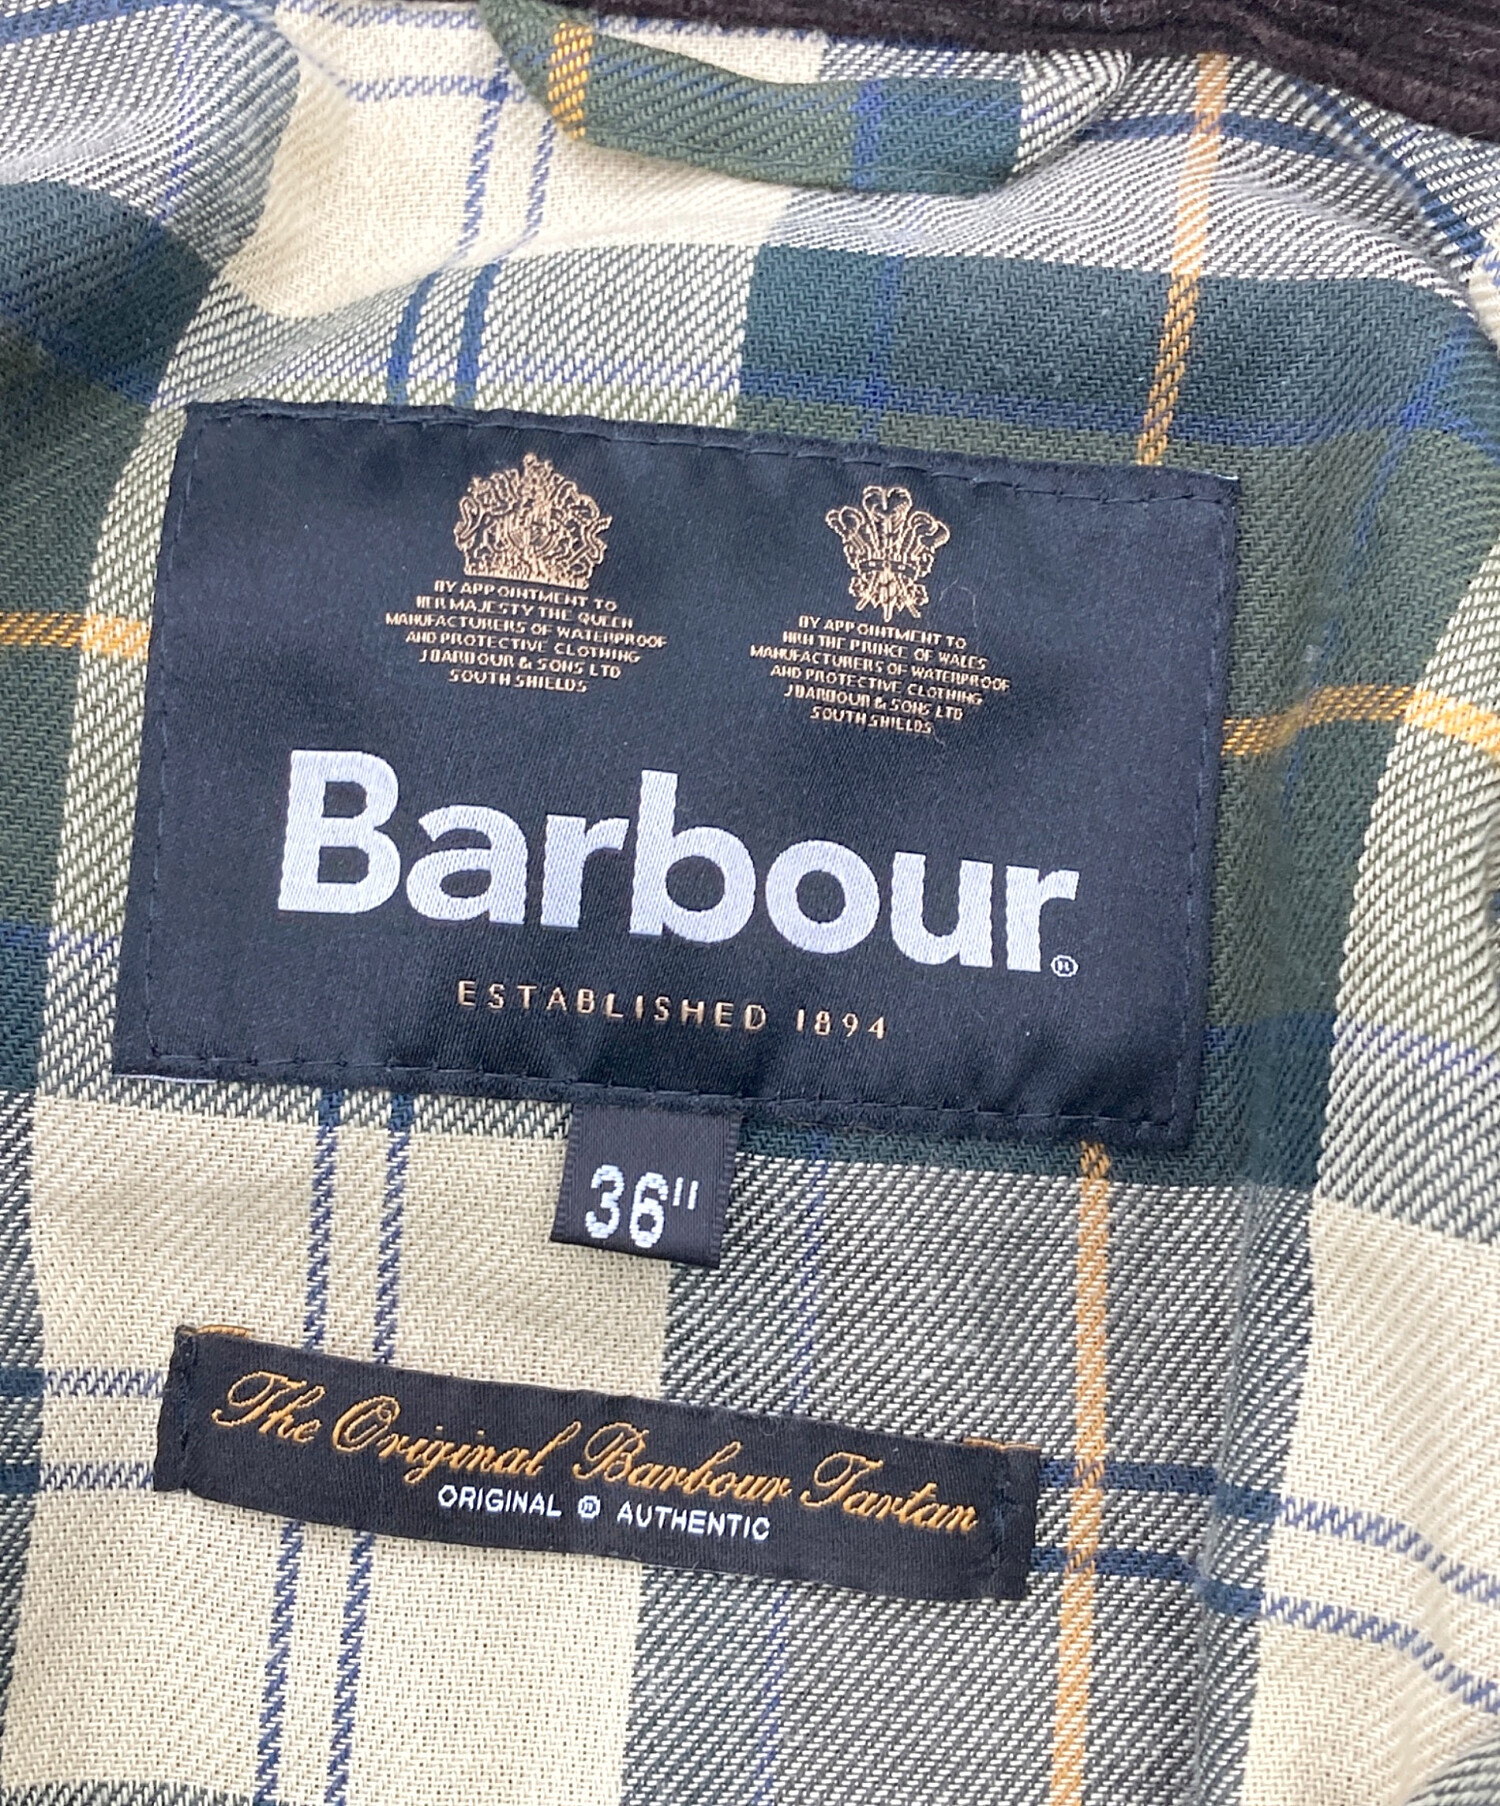 BY APPOINTMENT TO
HER MAJESTY THE QUEEN
MANUFACTURERS OF WATERPROOF
AND PROTECTIVE CLOTHING
J BARBOUR & SONS LTD
SOUTH SHIELDS
BY APPOINTMENT TO
HRH THE PRINCE OF WALES
MANUFACTURERS OF WATERPROOF
AND PROTECTIVE CLOTHING
J BARBOUR & SONS LTD
SOUTH SHIELDS
Barbour®
ESTABLISHED 1894
36"
The Original Barbour Tartan
ORIGINAL ® AUTHENTIC